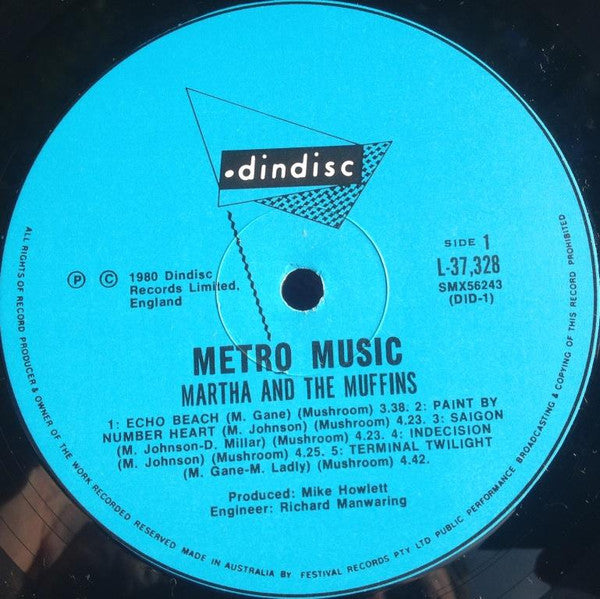 •dindisc
SIDE 1
L-37,328
SMX56243
(DID-1)
Ⓟ © 1980 Dindisc
Records Limited.
England
METRO MUSIC
MARTHA AND THE MUFFINS
1: ECHO BEACH (M. Gane) (Mushroom) 3.38. 2: PAINT BY
NUMBER HEART (M. Johnson) (Mushroom) 4.23. 3: SAIGON
(M. Johnson-D. Millar) (Mushroom) 4.23. 4: INDECISION
(M. Johnson) (Mushroom) 4.25. 5: TERMINAL TWILIGHT
(M. Gane-M. Ladly) (Mushroom) 4.42.
Produced: Mike Howlett
Engineer: Richard Manwaring
ALL RIGHTS OF RECORD PRODUCER & OWNER OF THE WORK RECORDED RESERVED MADE IN AUSTRALIA BY FESTIVAL RECORDS PTY LTD PUBLIC PERFORMANCE BROADCASTING & COPYING OF THIS RECORD PROHIBITED